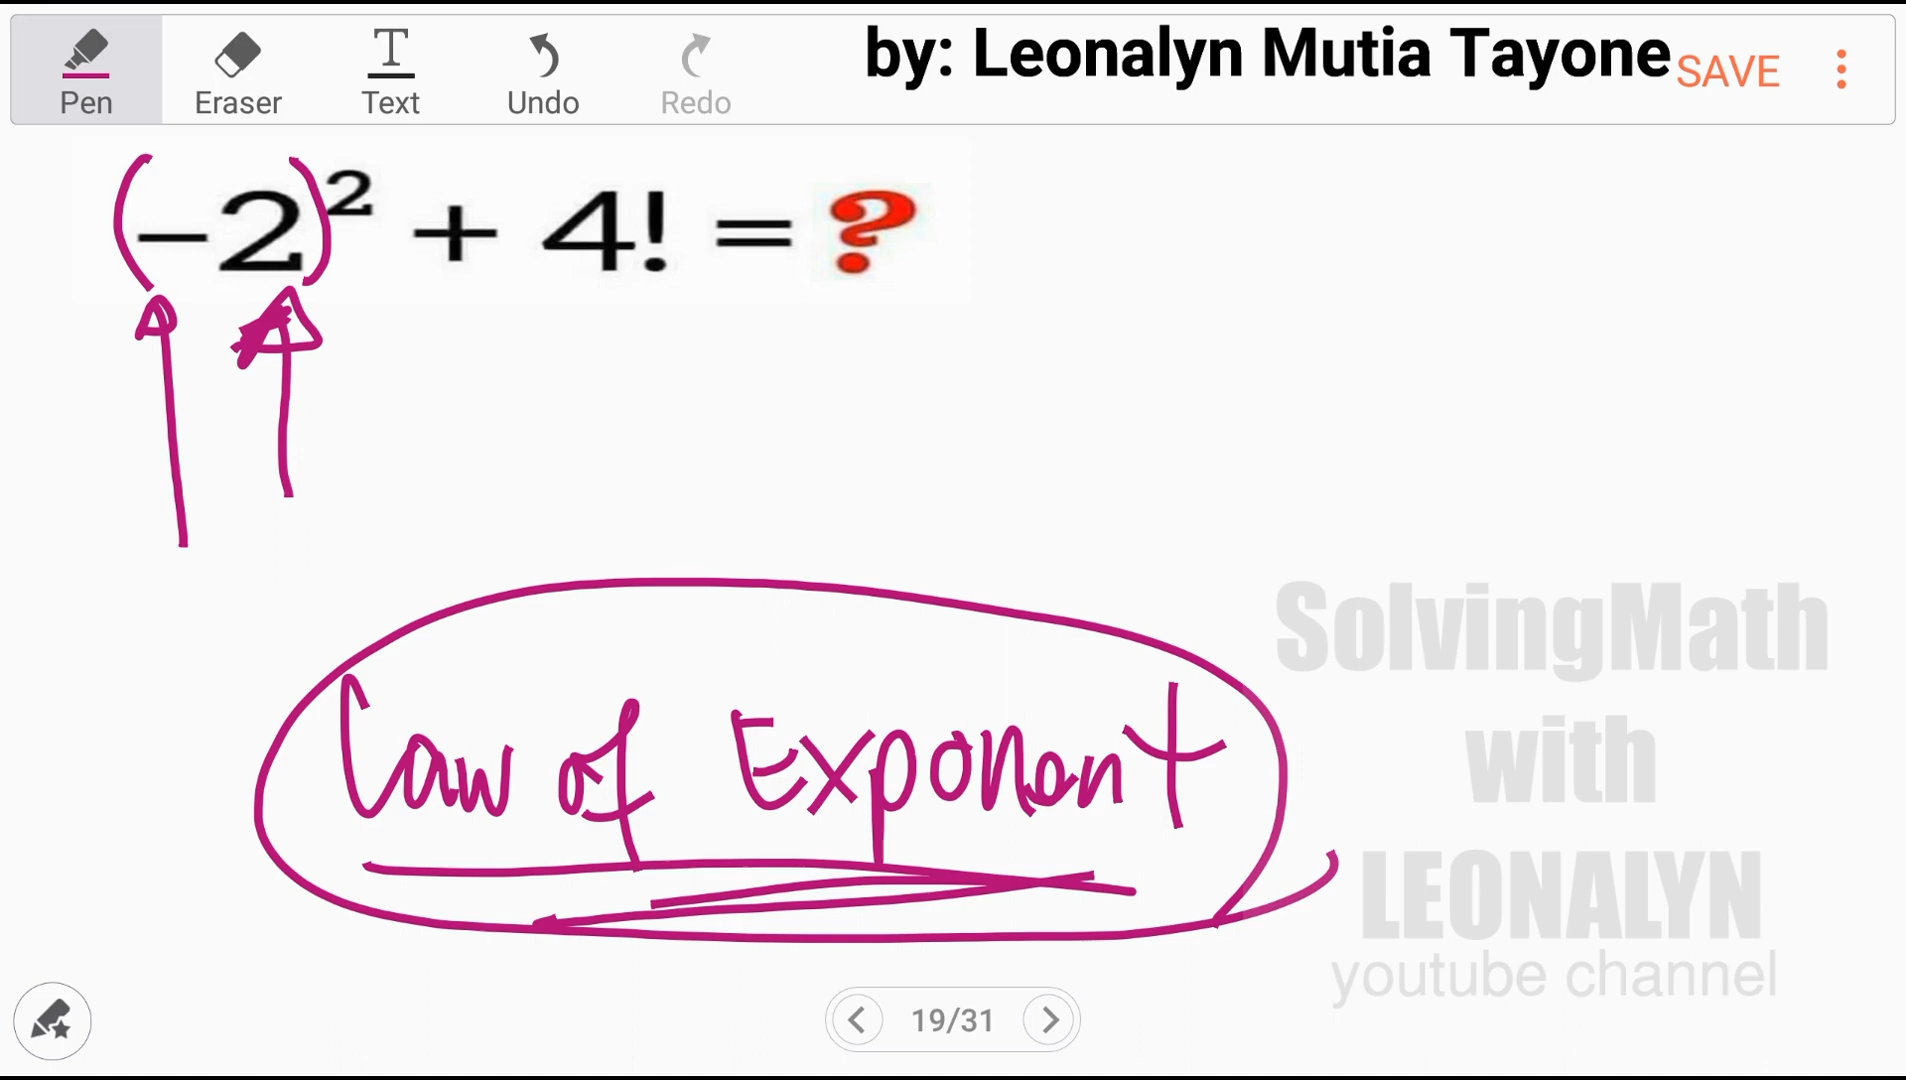 by: Leonalyn Mutia Tayone
Pen Eraser Text Undo Redo SAVE
(-2)² + 4! = ?
Law of Exponent
SolvingMath
with
LEONALYN
youtube channel
19/31